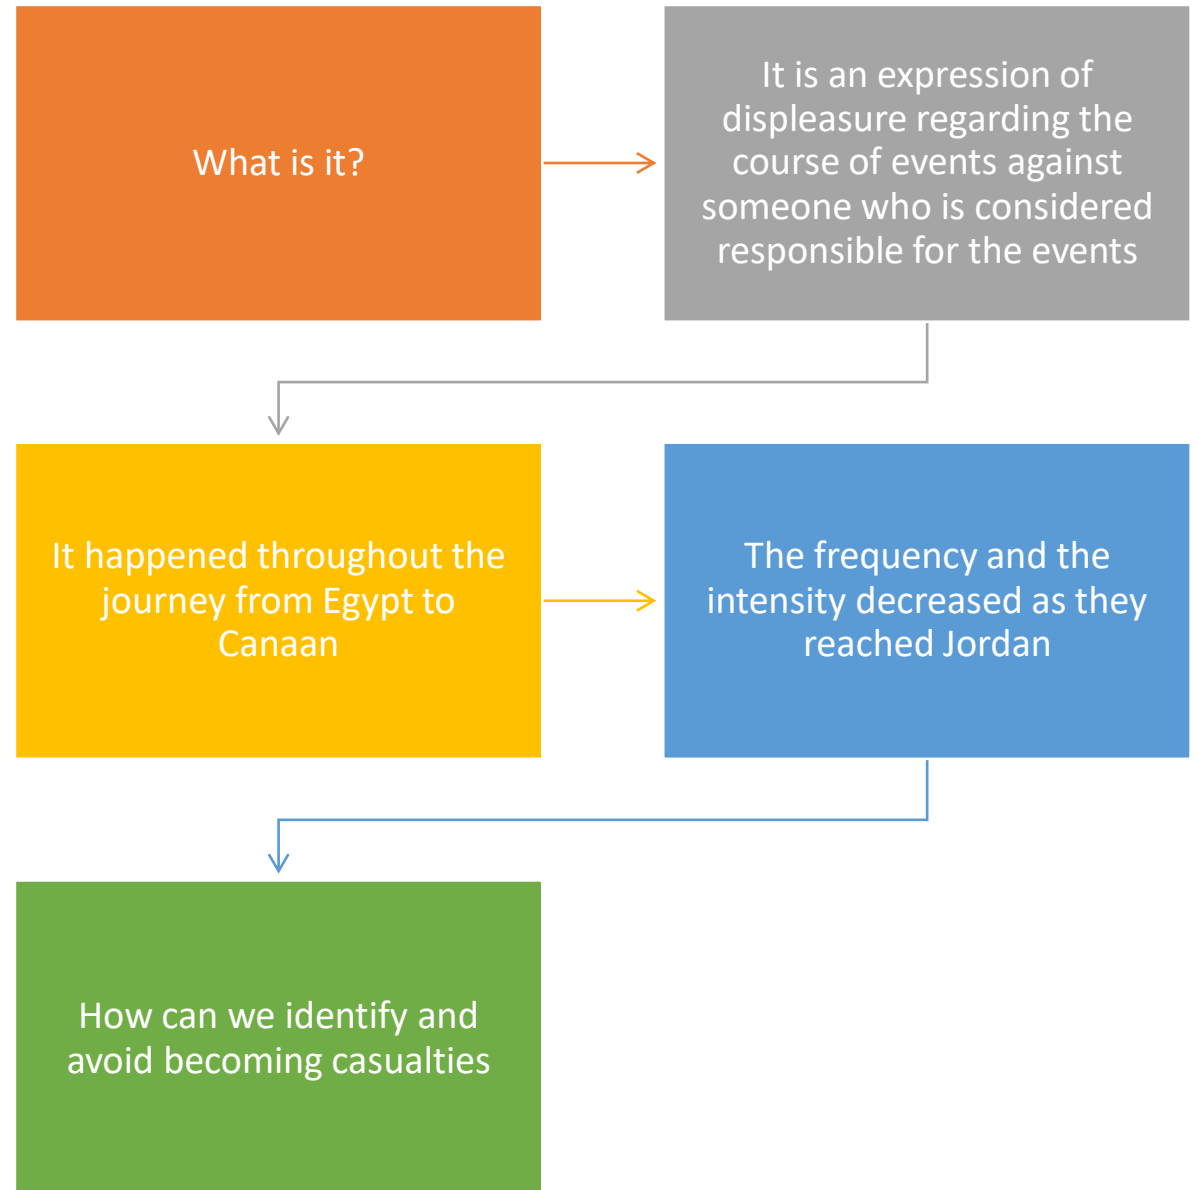 What is it?
It is an expression of
displeasure regarding the
course of events against
someone who is considered
responsible for the events
It happened throughout the
journey from Egypt to
Canaan
The frequency and the
intensity decreased as they
reached Jordan
How can we identify and
avoid becoming casualties